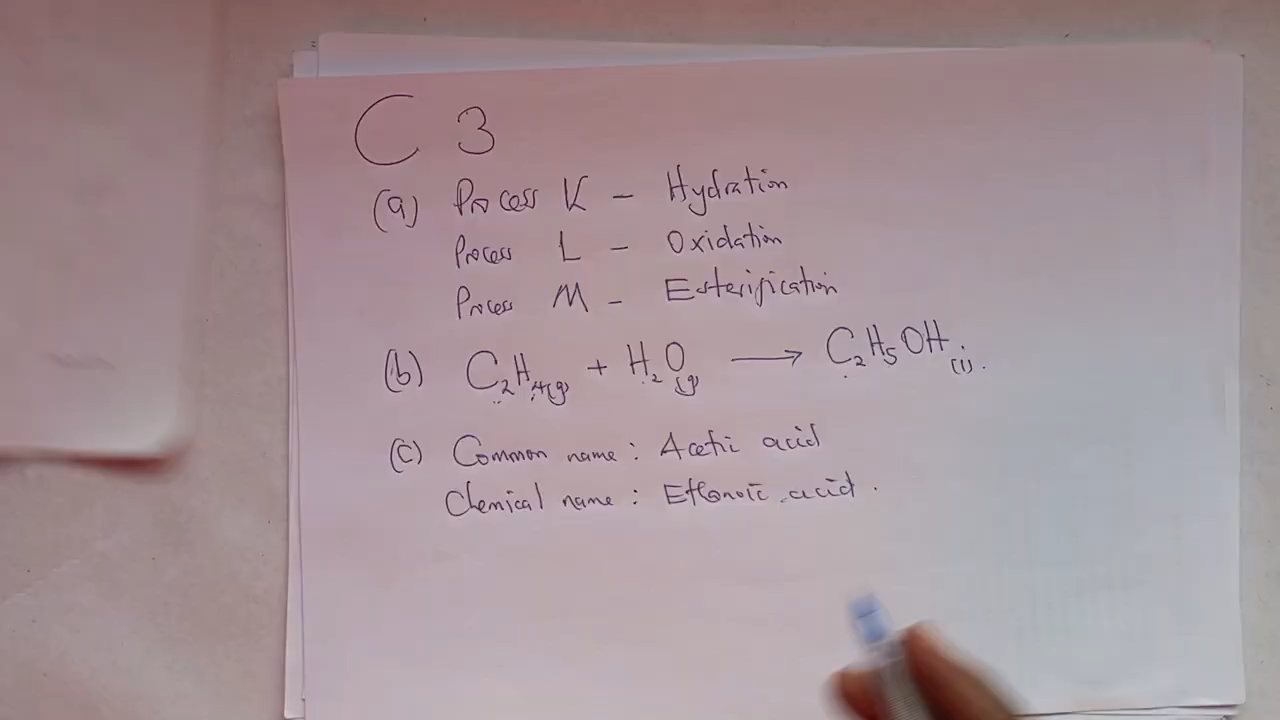 C 3
(a) Process K – Hydration
Process L – Oxidation
Process M – Esterification
(b) C₂H₄(g) + H₂O(g) ⟶ C₂H₅OH(l).
(c) Common name : Acetic acid
Chemical name : Ethanoic acid.